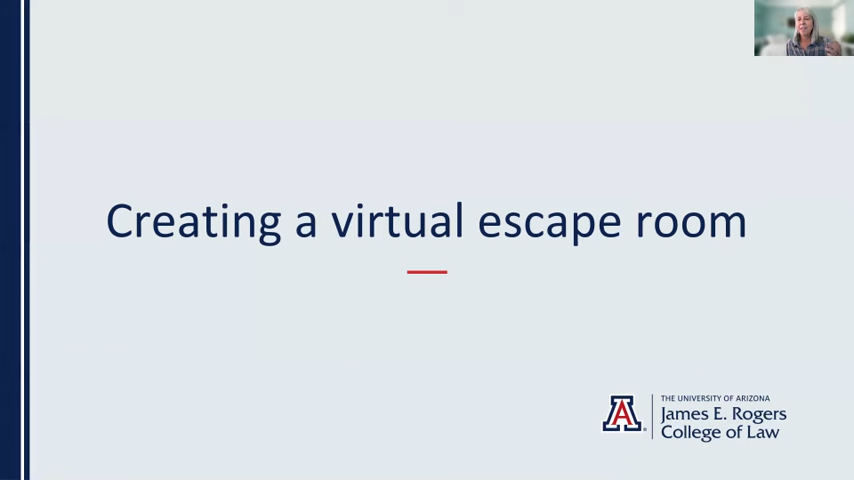 Creating a virtual escape room
THE UNIVERSITY OF ARIZONA
James E. Rogers
College of Law